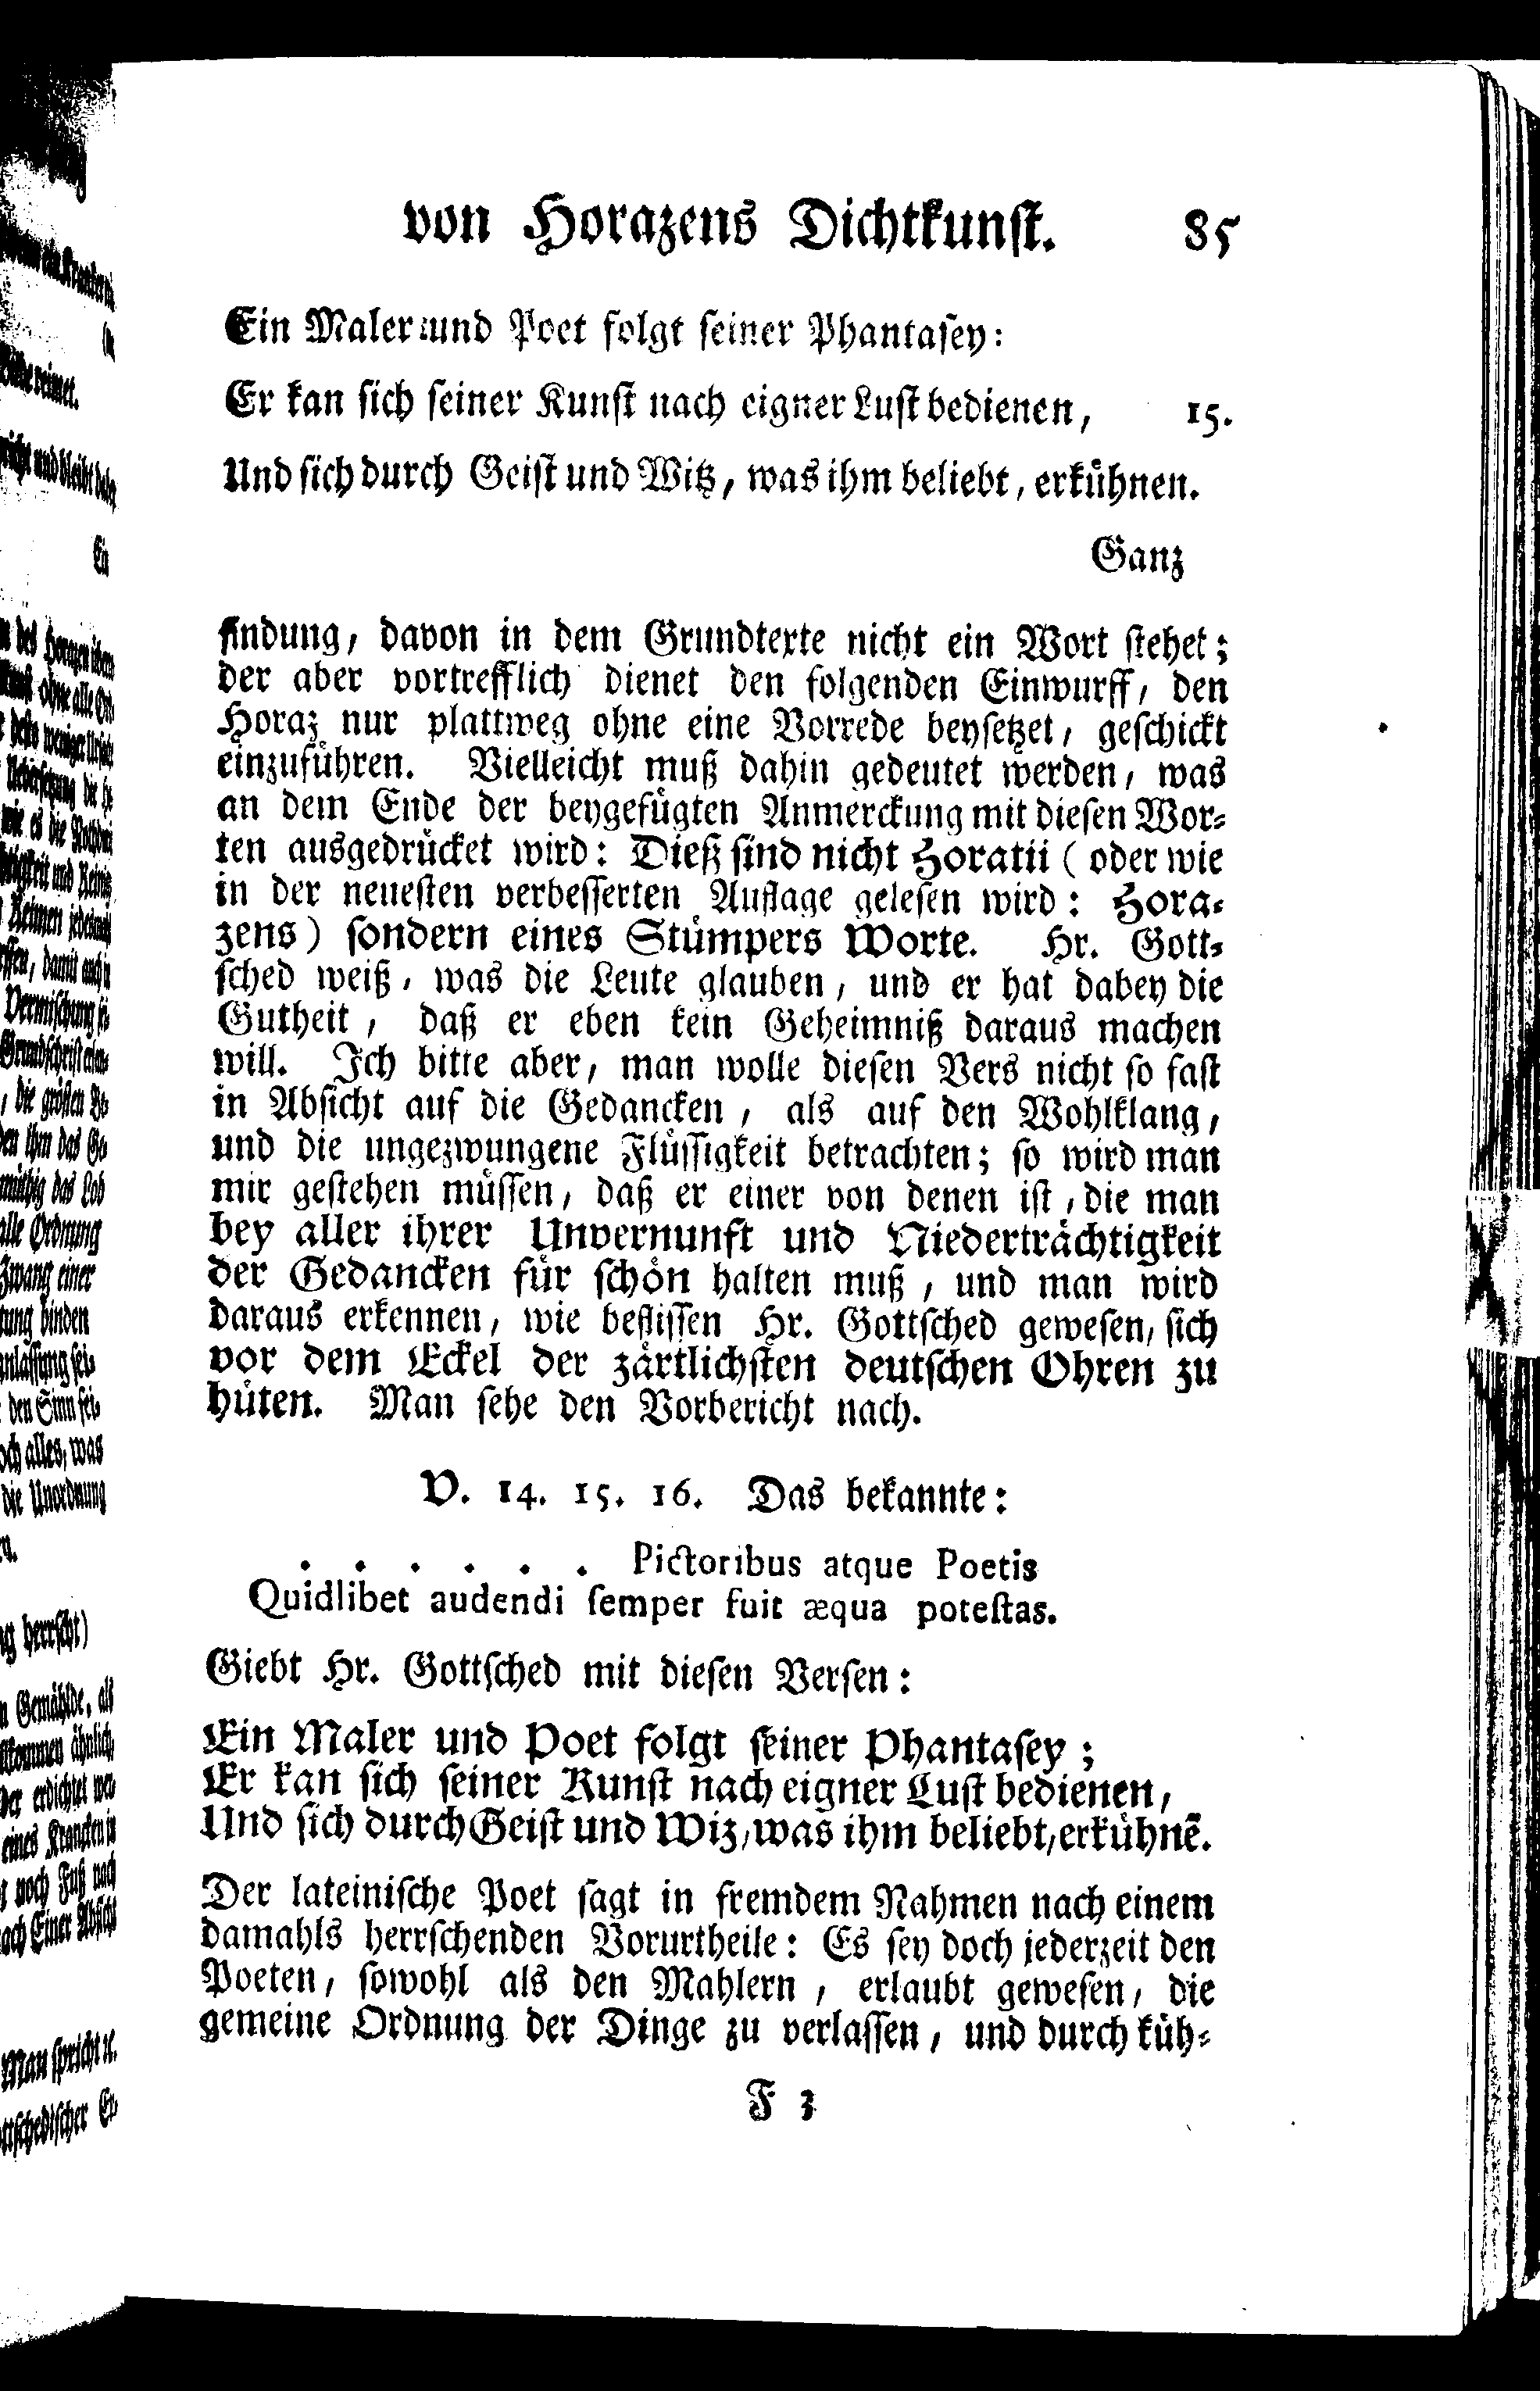 von Horazens Dichtkunst. 85
Ein Maler und Poet folgt seiner Phantasey:
Er kan sich seiner Kunst nach eigner Lust bedienen, 15.
Und sich durch Geist und Witz, was ihm beliebt, erkühnen.
Ganz
findung, davon in dem Grundtexte nicht ein Wort stehet;
der aber vortrefflich dienet den folgenden Einwurff, den
Horaz nur plattweg ohne eine Vorrede beysetzet, geschickt
einzuführen. Vielleicht muß dahin gedeutet werden, was
an dem Ende der beygefügten Anmerckung mit diesen Wor-
ten ausgedrücket wird: Dieß sind nicht Horatii (oder wie
in der neuesten verbesserten Auflage gelesen wird: Hora-
zens) sondern eines Stümpers Worte. Hr. Gott-
sched weiß, was die Leute glauben, und er hat dabey die
Gutheit, daß er eben kein Geheimniß daraus machen
will. Ich bitte aber, man wolle diesen Vers nicht so fast
in Absicht auf die Gedancken, als auf den Wohlklang,
und die ungezwungene Flüssigkeit betrachten; so wird man
mir gestehen müssen, daß er einer von denen ist, die man
bey aller ihrer Unvernunft und Niederträchtigkeit
der Gedancken für schön halten muß, und man wird
daraus erkennen, wie beflissen Hr. Gottsched gewesen, sich
vor dem Eckel der zärtlichsten deutschen Ohren zu
hüten. Man sehe den Vorbericht nach.
V. 14. 15. 16. Das bekannte:
. . . . . . Pictoribus atque Poetis
Quidlibet audendi semper fuit æqua potestas.
Giebt Hr. Gottsched mit diesen Versen:
Ein Maler und Poet folgt seiner Phantasey;
Er kan sich seiner Kunst nach eigner Lust bedienen,
Und sich durch Geist und Wiz, was ihm beliebt, erkühnē.
Der lateinische Poet sagt in fremdem Nahmen nach einem
damahls herrschenden Vorurtheile: Es sey doch jederzeit den
Poeten, sowohl als den Mahlern, erlaubt gewesen, die
gemeine Ordnung der Dinge zu verlassen, und durch küh-
F 3